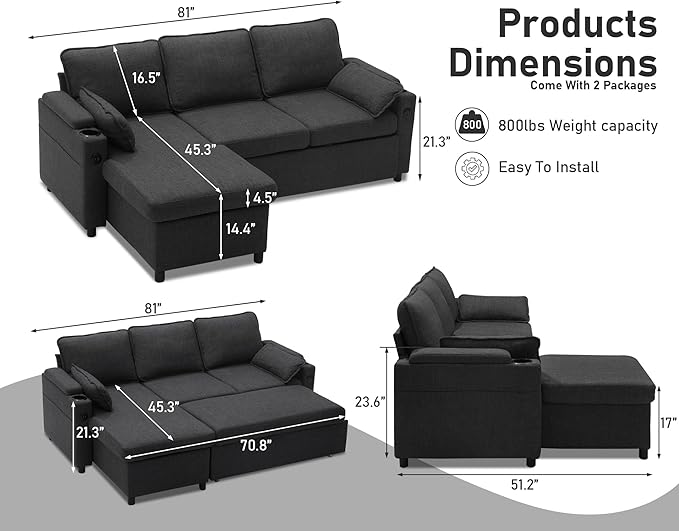 81”
Products
Dimensions
Come With 2 Packages
16.5”
800
800lbs Weight capacity
21.3”
45.3”
Easy To Install
4.5”
14.4”
81”
45.3”
23.6”
21.3”
70.8”
17”
51.2”